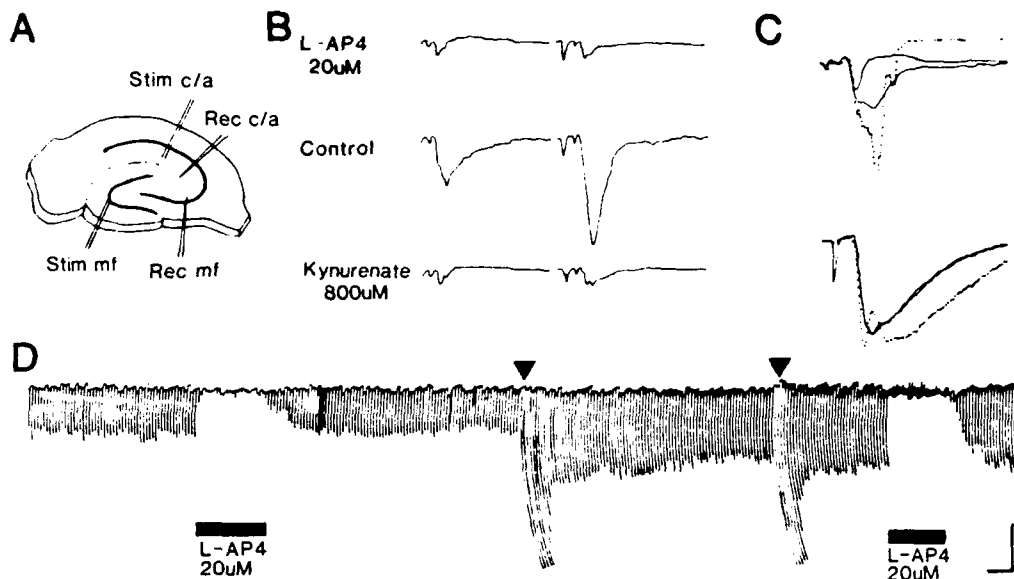 A
B
C
Stim c/a
Rec c/a
Stim mf
Rec mf
L-AP4
20uM
Control
Kynurenate
800uM
D
L-AP4
20uM
L-AP4
20uM